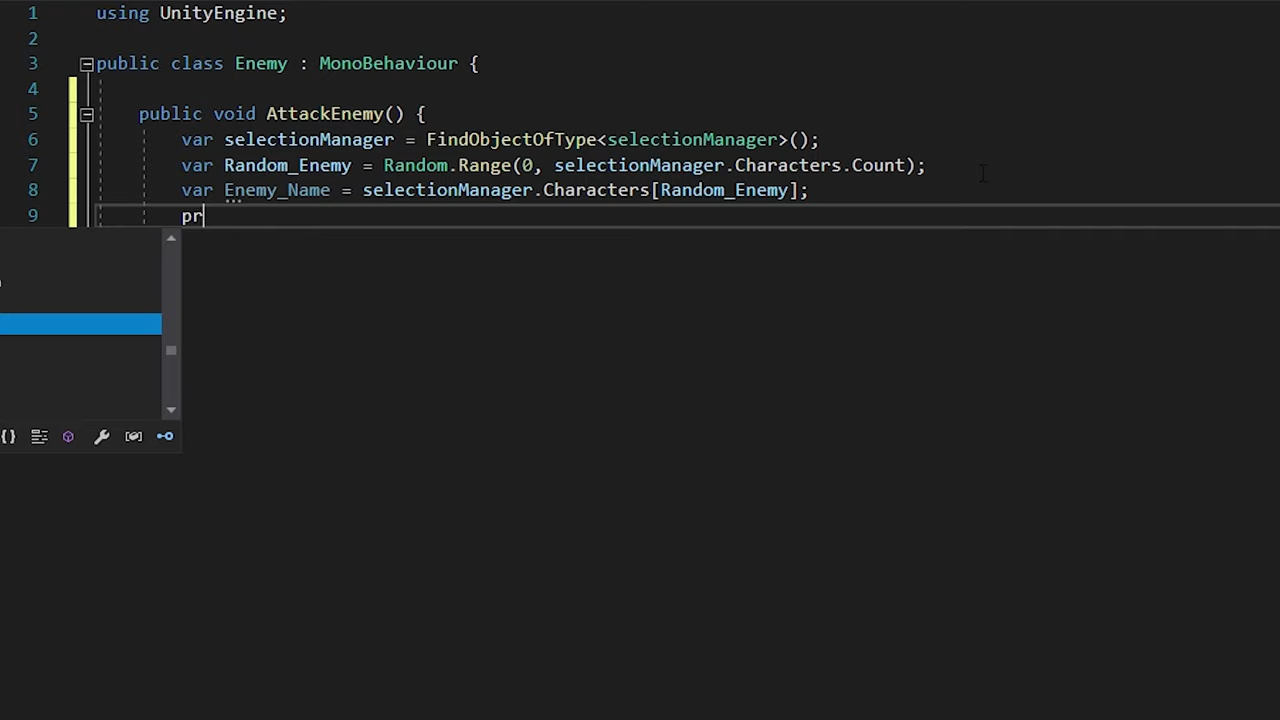 1 using UnityEngine;
2
3 public class Enemy : MonoBehaviour {
4
5 public void AttackEnemy() {
6 var selectionManager = FindObjectOfType<selectionManager>();
7 var Random_Enemy = Random.Range(0, selectionManager.Characters.Count);
8 var Enemy_Name = selectionManager.Characters[Random_Enemy];
9 pr